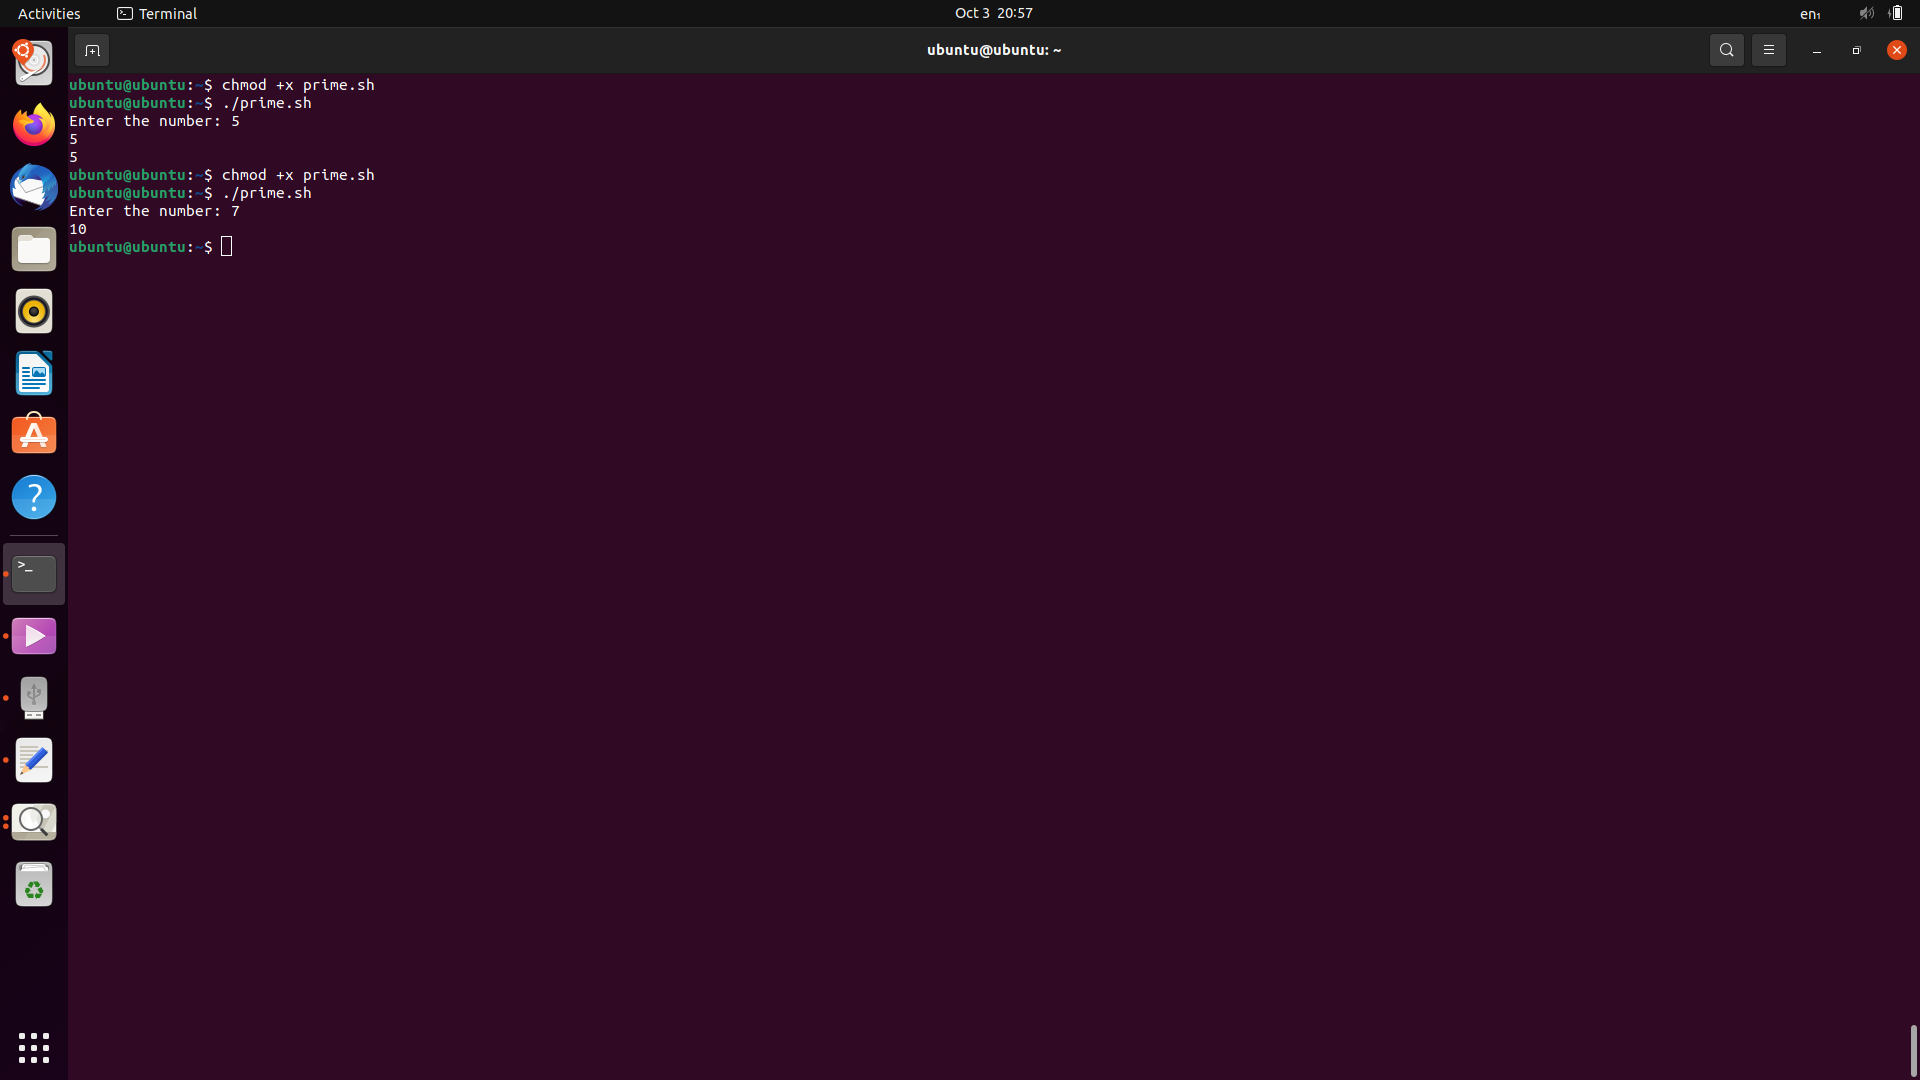 Activities
Terminal
Oct 3 20:57
en₁
ubuntu@ubuntu: ~
ubuntu@ubuntu:~$ chmod +x prime.sh
ubuntu@ubuntu:~$ ./prime.sh
Enter the number: 5
5
5
ubuntu@ubuntu:~$ chmod +x prime.sh
ubuntu@ubuntu:~$ ./prime.sh
Enter the number: 7
10
ubuntu@ubuntu:~$